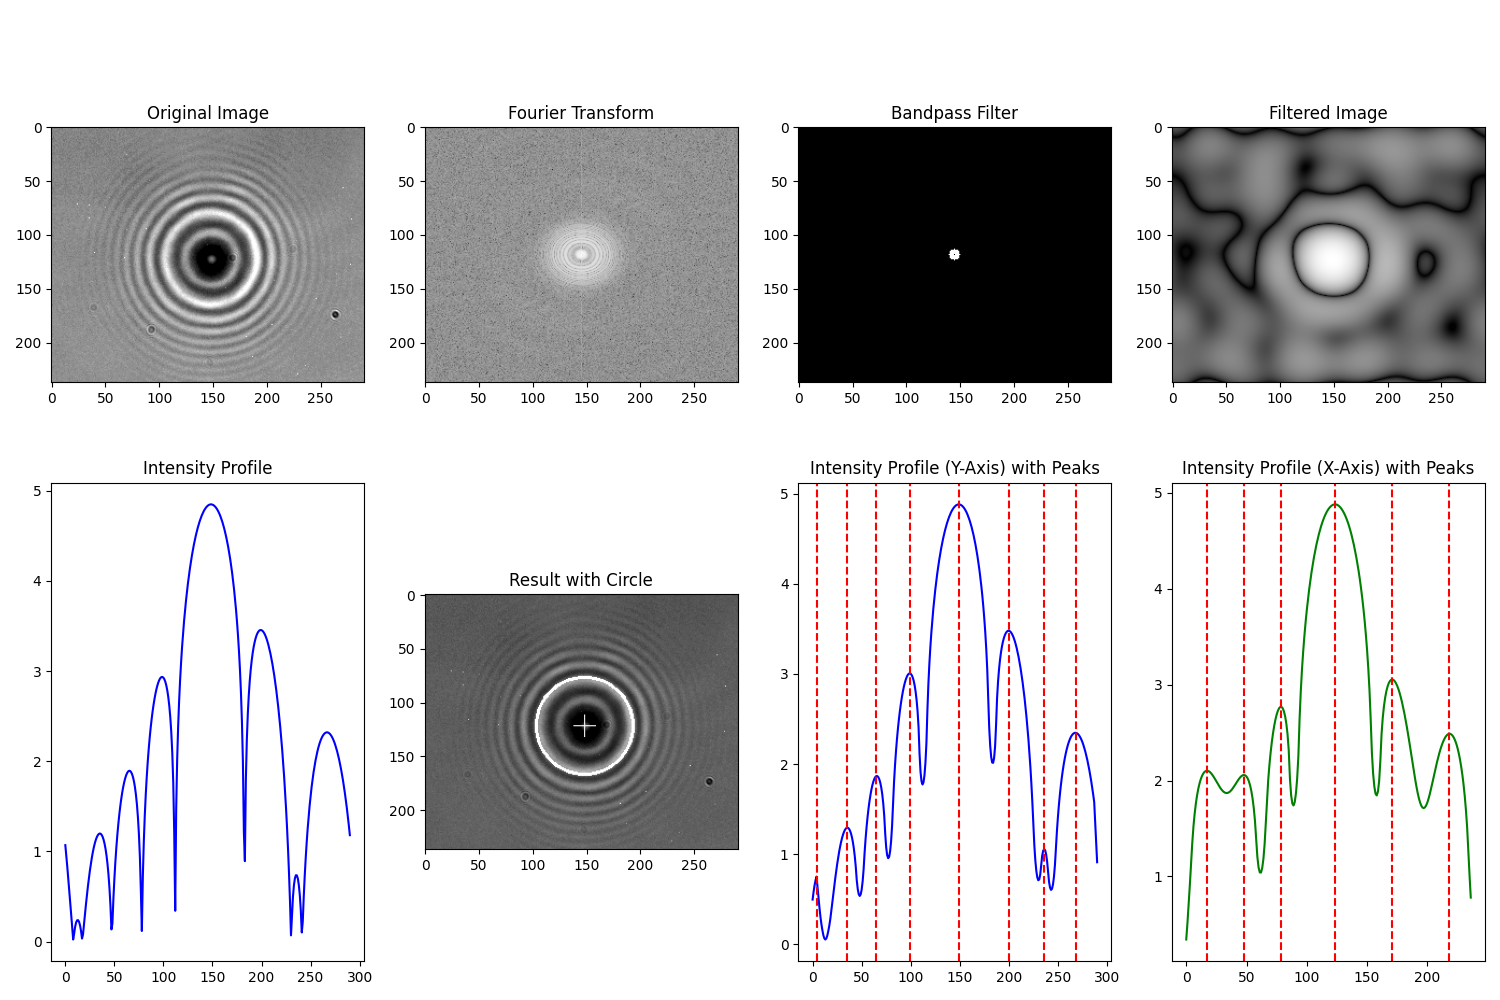 Original Image
0
50
100
150
200
0 50 100 150 200 250
Fourier Transform
0
50
100
150
200
0 50 100 150 200 250
Bandpass Filter
0
50
100
150
200
0 50 100 150 200 250
Filtered Image
0
50
100
150
200
0 50 100 150 200 250
Intensity Profile
5
4
3
2
1
0
0 50 100 150 200 250 300
Result with Circle
0
50
100
150
200
0 50 100 150 200 250
Intensity Profile (Y-Axis) with Peaks
5
4
3
2
1
0
0 50 100 150 200 250 300
Intensity Profile (X-Axis) with Peaks
5
4
3
2
1
0 50 100 150 200